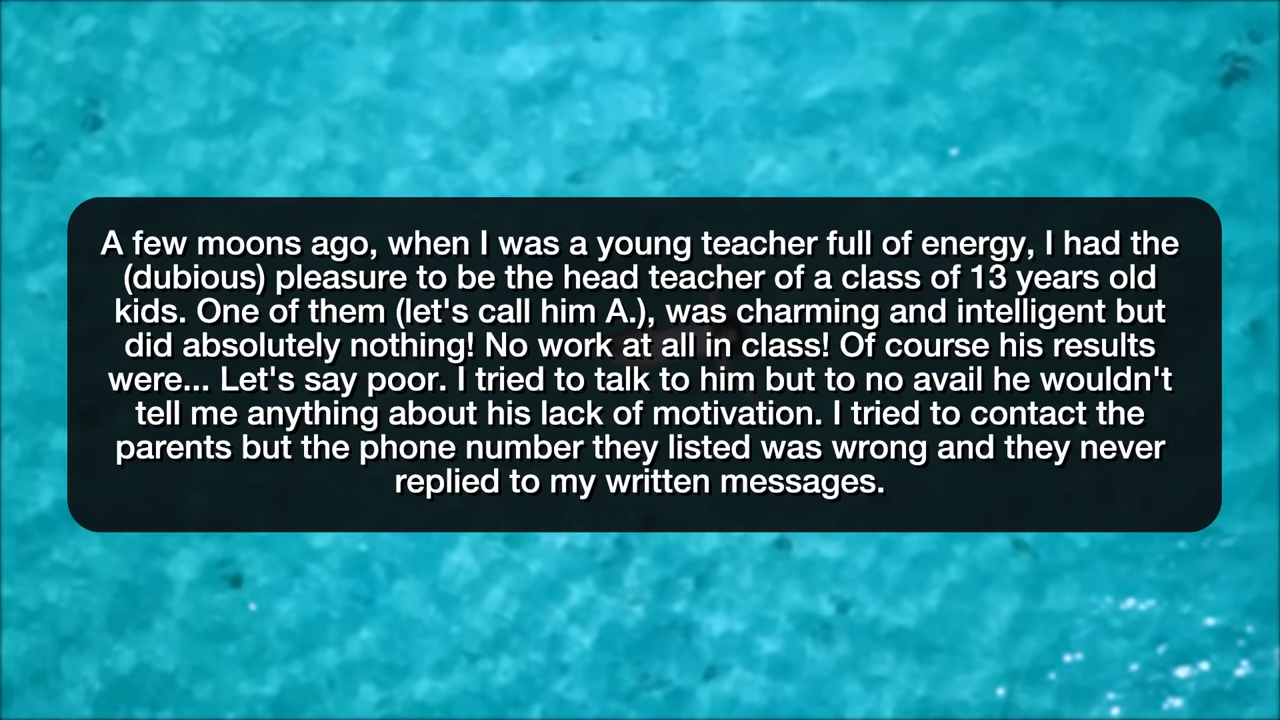 A few moons ago, when I was a young teacher full of energy, I had the
(dubious) pleasure to be the head teacher of a class of 13 years old
kids. One of them (let's call him A.), was charming and intelligent but
did absolutely nothing! No work at all in class! Of course his results
were... Let's say poor. I tried to talk to him but to no avail he wouldn't
tell me anything about his lack of motivation. I tried to contact the
parents but the phone number they listed was wrong and they never
replied to my written messages.